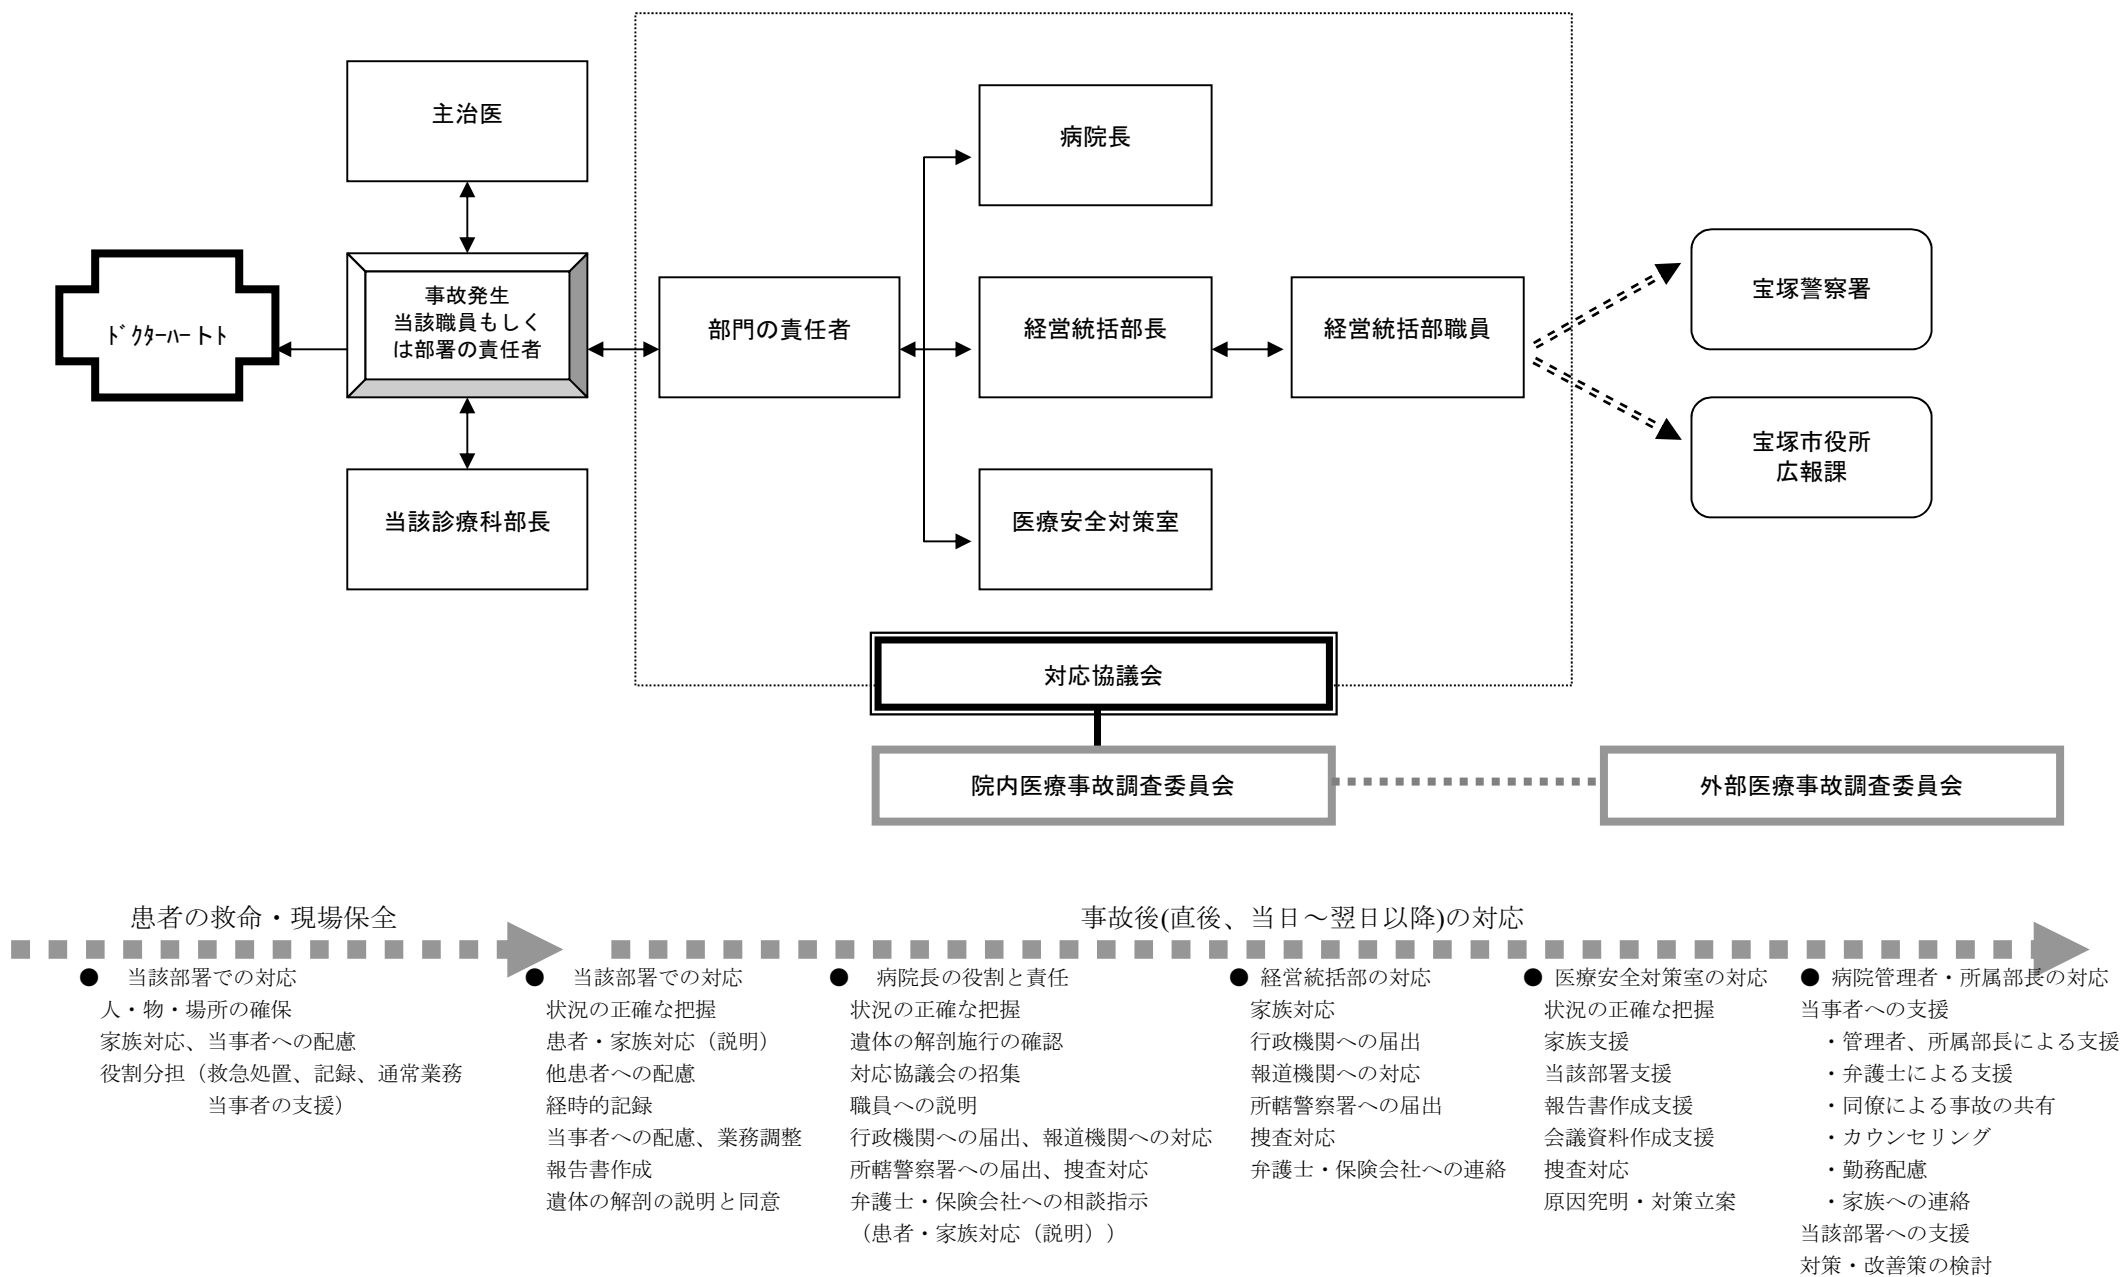 主治医
病院長
ﾄﾞｸﾀｰﾊｰﾄﾄ
事故発生
当該職員もしく
は部署の責任者
部門の責任者
経営統括部長
経営統括部職員
宝塚警察署
宝塚市役所
広報課
当該診療科部長
医療安全対策室
対応協議会
院内医療事故調査委員会
外部医療事故調査委員会
患者の救命・現場保全
事故後(直後、当日～翌日以降)の対応
● 当該部署での対応
人・物・場所の確保
家族対応、当事者への配慮
役割分担（救急処置、記録、通常業務
当事者の支援）
● 当該部署での対応
状況の正確な把握
患者・家族対応（説明）
他患者への配慮
経時的記録
当事者への配慮、業務調整
報告書作成
遺体の解剖の説明と同意
● 病院長の役割と責任
状況の正確な把握
遺体の解剖施行の確認
対応協議会の招集
職員への説明
行政機関への届出、報道機関への対応
所轄警察署への届出、捜査対応
弁護士・保険会社への相談指示
（患者・家族対応（説明））
● 経営統括部の対応
家族対応
行政機関への届出
報道機関への対応
所轄警察署への届出
捜査対応
弁護士・保険会社への連絡
● 医療安全対策室の対応
状況の正確な把握
家族支援
当該部署支援
報告書作成支援
会議資料作成支援
捜査対応
原因究明・対策立案
● 病院管理者・所属部長の対応
当事者への支援
・管理者、所属部長による支援
・弁護士による支援
・同僚による事故の共有
・カウンセリング
・勤務配慮
・家族への連絡
当該部署への支援
対策・改善策の検討